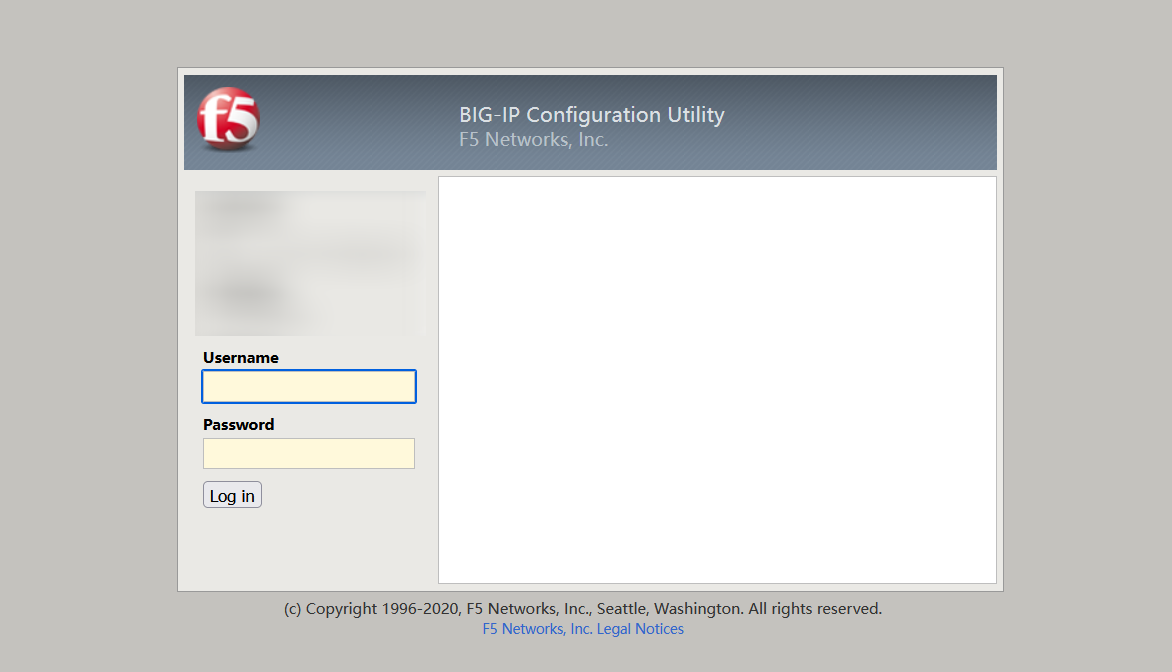 f5
BIG-IP Configuration Utility
F5 Networks, Inc.
Username
Password
Log in
(c) Copyright 1996-2020, F5 Networks, Inc., Seattle, Washington. All rights reserved.
F5 Networks, Inc. Legal Notices